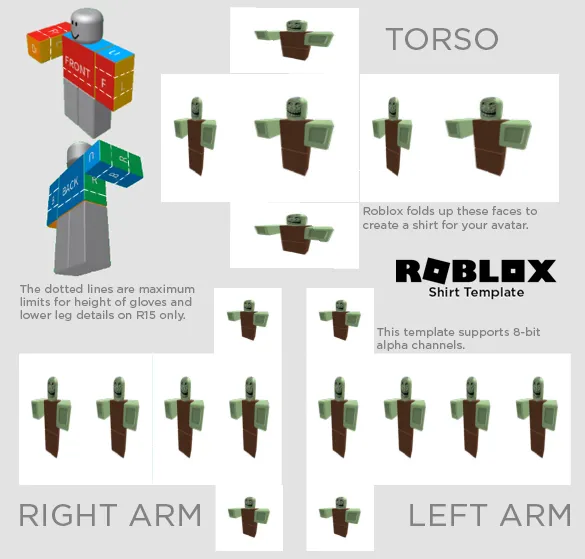 TORSO
FRONT
F
L
R
U
BACK
B
R
B
R
Roblox folds up these faces to
create a shirt for your avatar.
ROBLOX
Shirt Template
The dotted lines are maximum
limits for height of gloves and
lower leg details on R15 only.
This template supports 8-bit
alpha channels.
RIGHT ARM
LEFT ARM